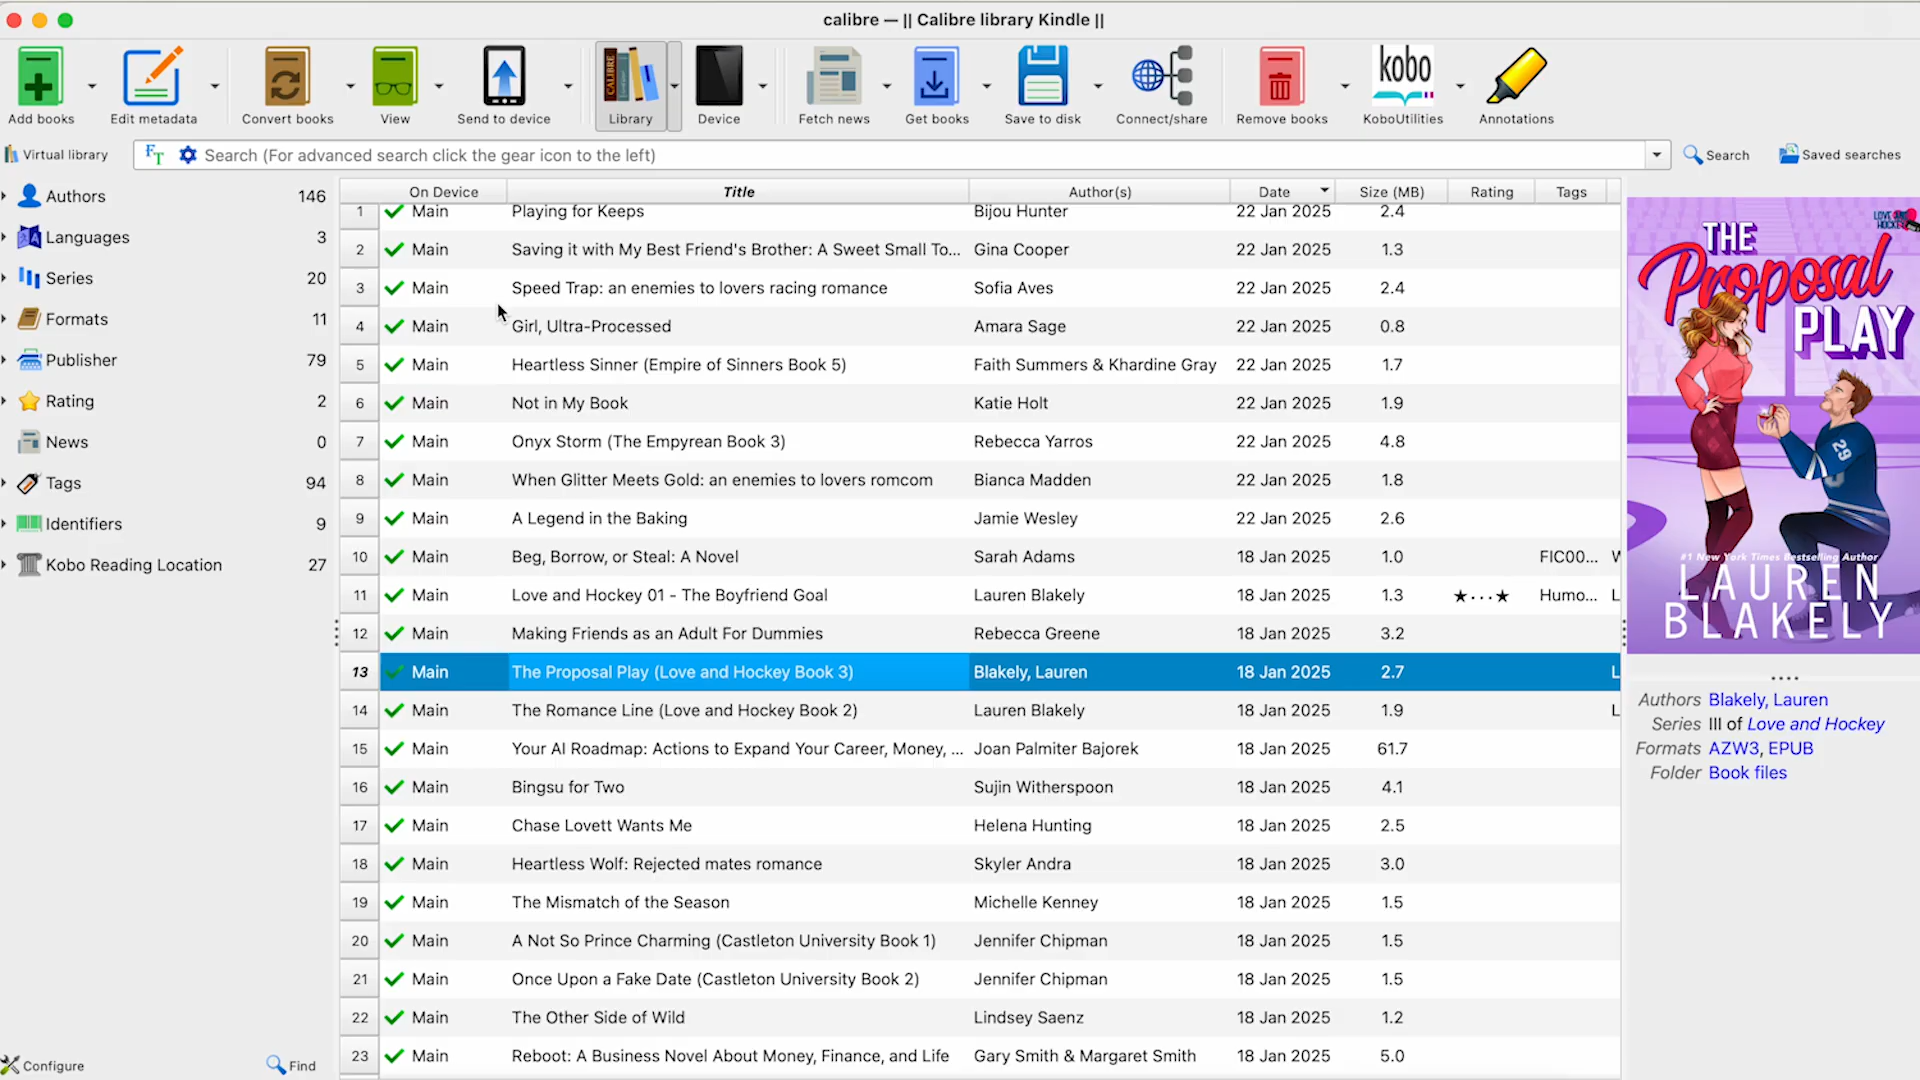 calibre — || Calibre library Kindle ||
Add books
Edit metadata
Convert books
View
Send to device
CALIBRE
Library
Device
Fetch news
Get books
Save to disk
Connect/share
Remove books
kobo
KoboUtilities
Annotations
Virtual library
FT
Search (For advanced search click the gear icon to the left)
Search
Saved searches
Authors 146
Languages 3
Series 20
Formats 11
Publisher 79
Rating 2
News 0
Tags 94
Identifiers 9
Kobo Reading Location 27
Configure
Find
On Device Title Author(s) Date Size (MB) Rating Tags
1 Main Playing for Keeps Bijou Hunter 22 Jan 2025 2.4
2 Main Saving it with My Best Friend's Brother: A Sweet Small To... Gina Cooper 22 Jan 2025 1.3
3 Main Speed Trap: an enemies to lovers racing romance Sofia Aves 22 Jan 2025 2.4
4 Main Girl, Ultra-Processed Amara Sage 22 Jan 2025 0.8
5 Main Heartless Sinner (Empire of Sinners Book 5) Faith Summers & Khardine Gray 22 Jan 2025 1.7
6 Main Not in My Book Katie Holt 22 Jan 2025 1.9
7 Main Onyx Storm (The Empyrean Book 3) Rebecca Yarros 22 Jan 2025 4.8
8 Main When Glitter Meets Gold: an enemies to lovers romcom Bianca Madden 22 Jan 2025 1.8
9 Main A Legend in the Baking Jamie Wesley 22 Jan 2025 2.6
10 Main Beg, Borrow, or Steal: A Novel Sarah Adams 18 Jan 2025 1.0 FIC00... W
11 Main Love and Hockey 01 - The Boyfriend Goal Lauren Blakely 18 Jan 2025 1.3 ★···★ Humo... L
12 Main Making Friends as an Adult For Dummies Rebecca Greene 18 Jan 2025 3.2
13 Main The Proposal Play (Love and Hockey Book 3) Blakely, Lauren 18 Jan 2025 2.7 L
14 Main The Romance Line (Love and Hockey Book 2) Lauren Blakely 18 Jan 2025 1.9 L
15 Main Your AI Roadmap: Actions to Expand Your Career, Money, ... Joan Palmiter Bajorek 18 Jan 2025 61.7
16 Main Bingsu for Two Sujin Witherspoon 18 Jan 2025 4.1
17 Main Chase Lovett Wants Me Helena Hunting 18 Jan 2025 2.5
18 Main Heartless Wolf: Rejected mates romance Skyler Andra 18 Jan 2025 3.0
19 Main The Mismatch of the Season Michelle Kenney 18 Jan 2025 1.5
20 Main A Not So Prince Charming (Castleton University Book 1) Jennifer Chipman 18 Jan 2025 1.5
21 Main Once Upon a Fake Date (Castleton University Book 2) Jennifer Chipman 18 Jan 2025 1.5
22 Main The Other Side of Wild Lindsey Saenz 18 Jan 2025 1.2
23 Main Reboot: A Business Novel About Money, Finance, and Life Gary Smith & Margaret Smith 18 Jan 2025 5.0
LOVE AND
HOCKEY
THE
Proposal
PLAY
29
#1 New York Times Bestselling Author
LAUREN
BLAKELY
Authors Blakely, Lauren
Series III of Love and Hockey
Formats AZW3, EPUB
Folder Book files